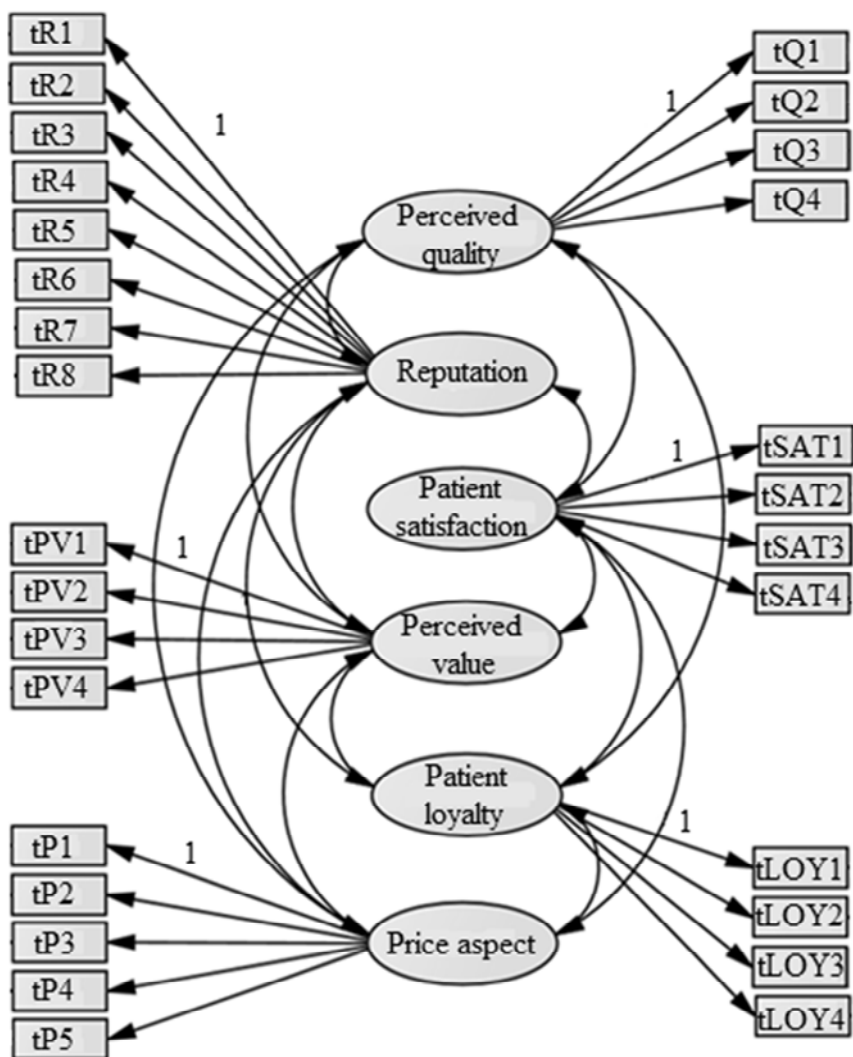 tR1
tR2
tR3
tR4
tR5
tR6
tR7
tR8
1
tQ1
tQ2
tQ3
tQ4
1
Perceived
quality
Reputation
Patient
satisfaction
1
tSAT1
tSAT2
tSAT3
tSAT4
tPV1
tPV2
tPV3
tPV4
1
Perceived
value
Patient
loyalty
1
tLOY1
tLOY2
tLOY3
tLOY4
tP1
tP2
tP3
tP4
tP5
1
Price aspect